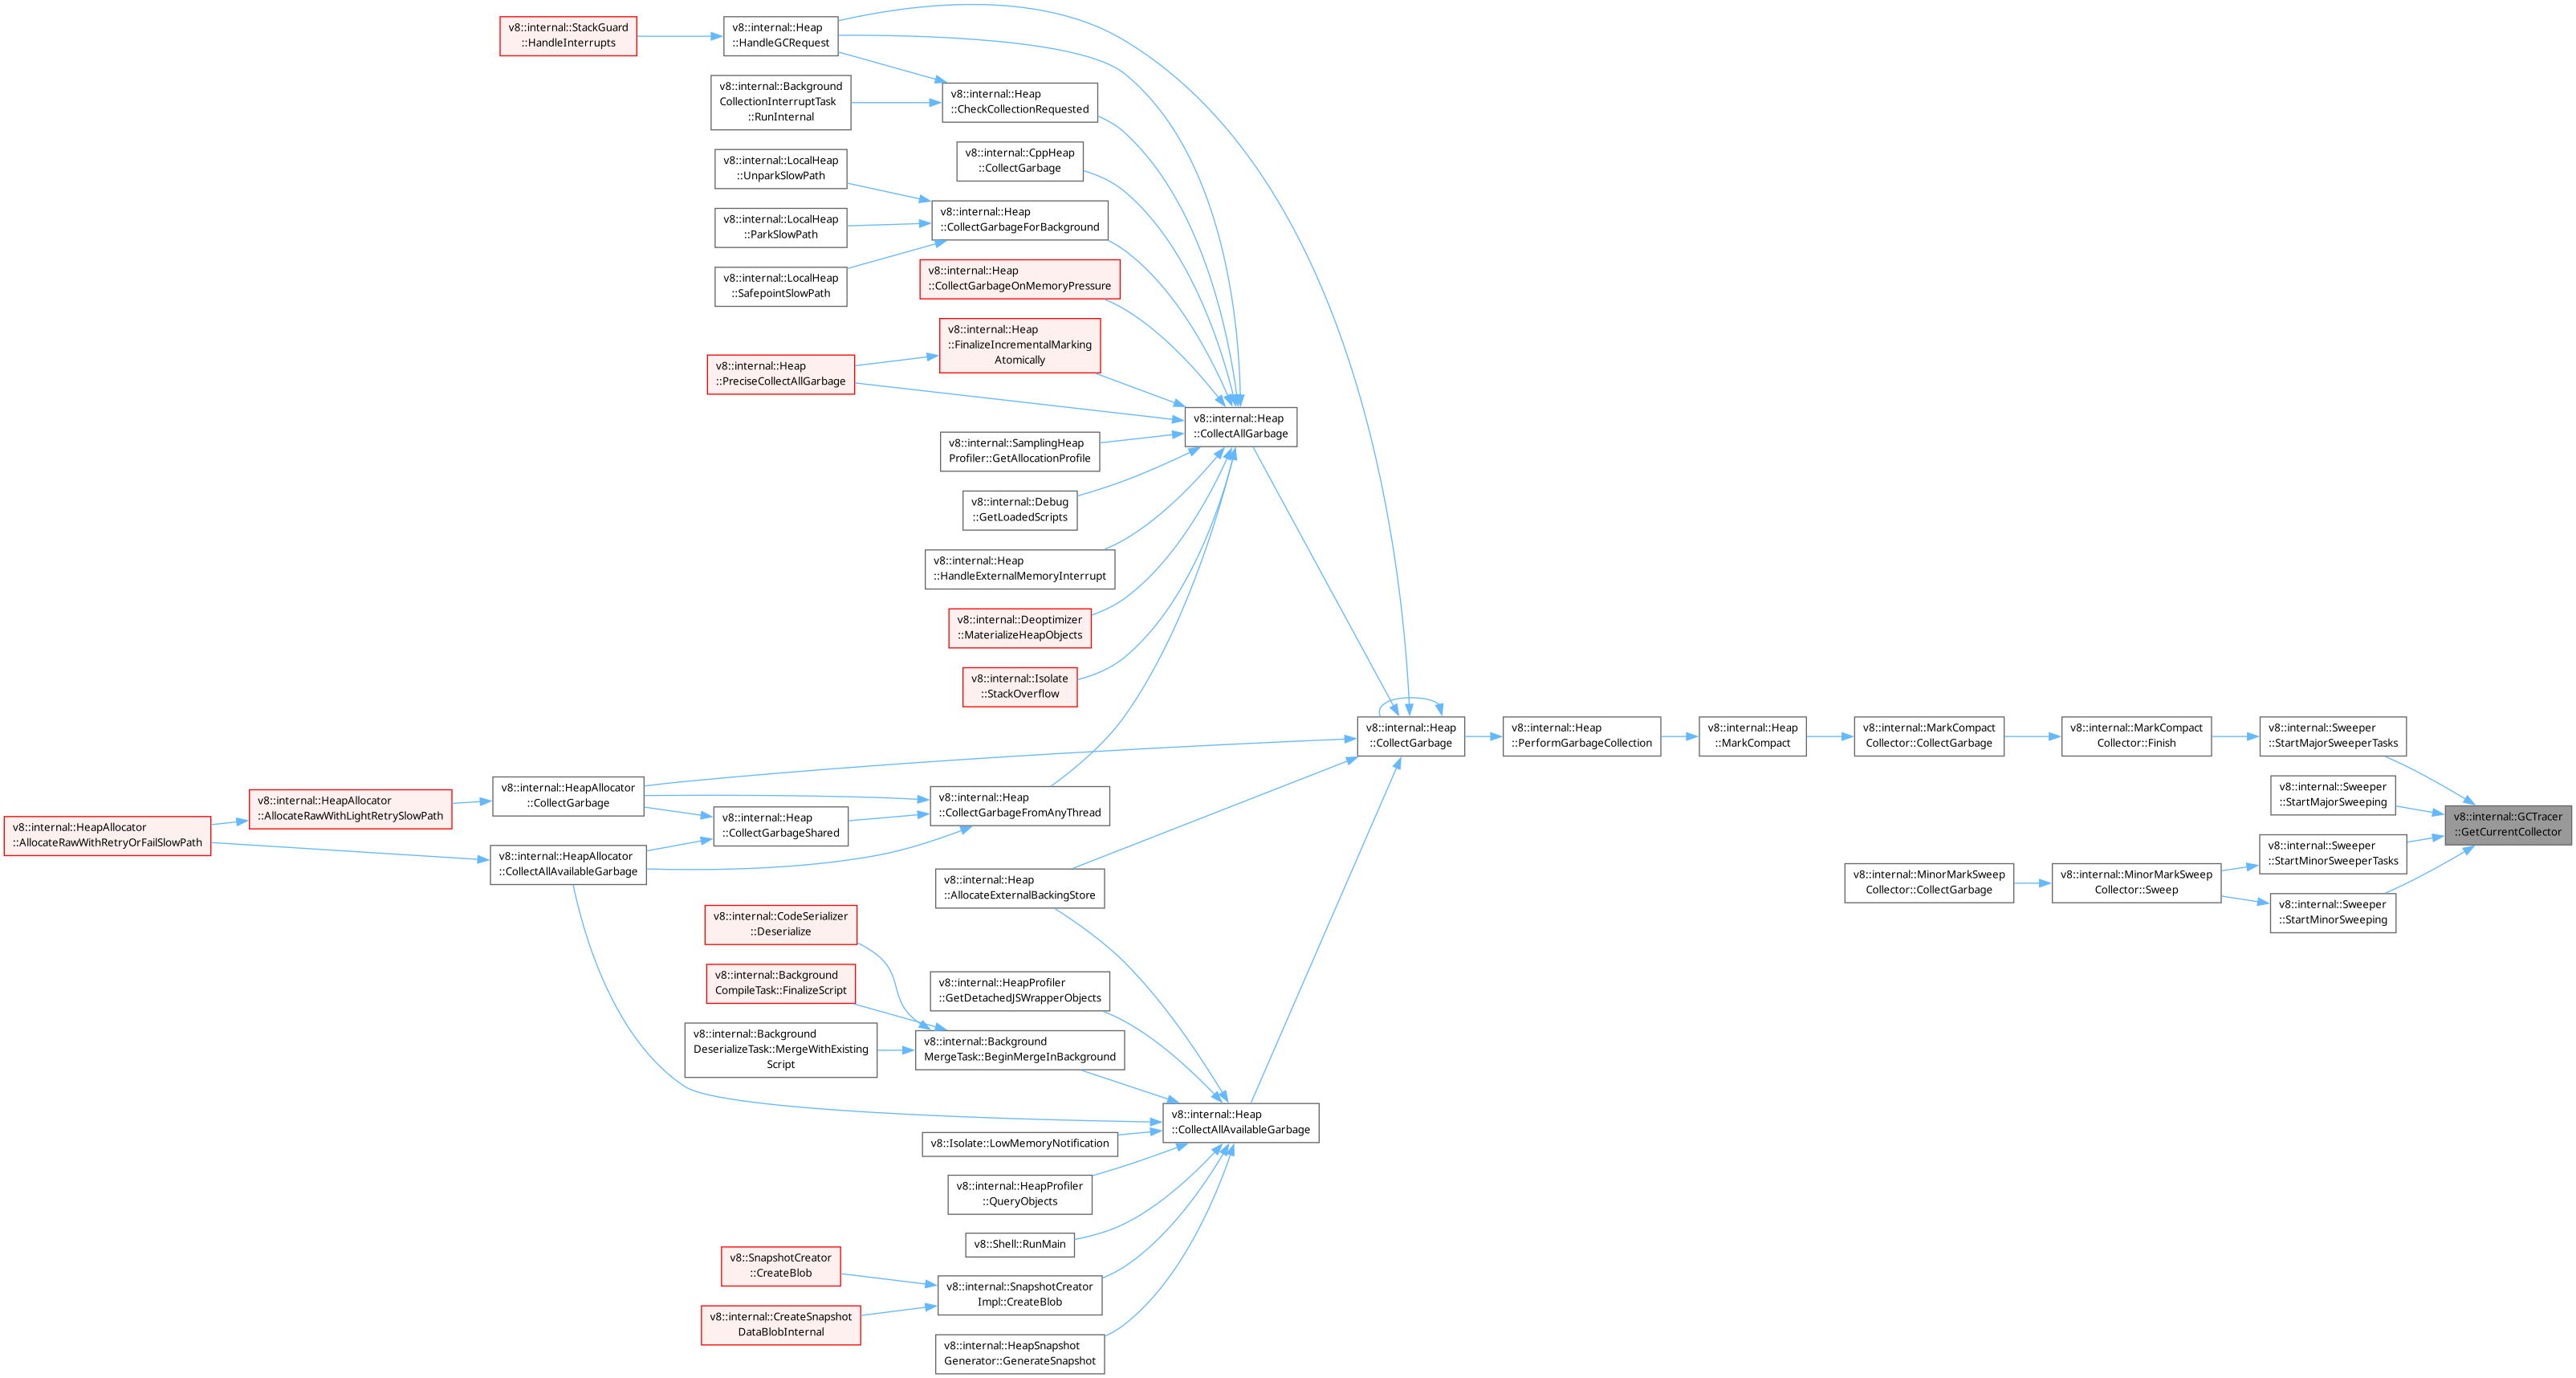 v8::internal::StackGuard
::HandleInterrupts
v8::internal::Heap
::HandleGCRequest
v8::internal::Background
CollectionInterruptTask
::RunInternal
v8::internal::Heap
::CheckCollectionRequested
v8::internal::CppHeap
::CollectGarbage
v8::internal::LocalHeap
::UnparkSlowPath
v8::internal::LocalHeap
::ParkSlowPath
v8::internal::LocalHeap
::SafepointSlowPath
v8::internal::Heap
::CollectGarbageForBackground
v8::internal::Heap
::CollectGarbageOnMemoryPressure
v8::internal::Heap
::FinalizeIncrementalMarking
Atomically
v8::internal::Heap
::PreciseCollectAllGarbage
v8::internal::Heap
::CollectAllGarbage
v8::internal::SamplingHeap
Profiler::GetAllocationProfile
v8::internal::Debug
::GetLoadedScripts
v8::internal::Heap
::HandleExternalMemoryInterrupt
v8::internal::Deoptimizer
::MaterializeHeapObjects
v8::internal::Isolate
::StackOverflow
v8::internal::Heap
::CollectGarbage
v8::internal::Heap
::PerformGarbageCollection
v8::internal::Heap
::MarkCompact
v8::internal::MarkCompact
Collector::CollectGarbage
v8::internal::MarkCompact
Collector::Finish
v8::internal::Sweeper
::StartMajorSweeperTasks
v8::internal::Sweeper
::StartMajorSweeping
v8::internal::GCTracer
::GetCurrentCollector
v8::internal::Sweeper
::StartMinorSweeperTasks
v8::internal::Sweeper
::StartMinorSweeping
v8::internal::MinorMarkSweep
Collector::Sweep
v8::internal::MinorMarkSweep
Collector::CollectGarbage
v8::internal::HeapAllocator
::CollectGarbage
v8::internal::HeapAllocator
::AllocateRawWithLightRetrySlowPath
v8::internal::HeapAllocator
::AllocateRawWithRetryOrFailSlowPath
v8::internal::Heap
::CollectGarbageFromAnyThread
v8::internal::Heap
::CollectGarbageShared
v8::internal::HeapAllocator
::CollectAllAvailableGarbage
v8::internal::Heap
::AllocateExternalBackingStore
v8::internal::CodeSerializer
::Deserialize
v8::internal::Background
CompileTask::FinalizeScript
v8::internal::Background
DeserializeTask::MergeWithExisting
Script
v8::internal::HeapProfiler
::GetDetachedJSWrapperObjects
v8::internal::Background
MergeTask::BeginMergeInBackground
v8::internal::Heap
::CollectAllAvailableGarbage
v8::Isolate::LowMemoryNotification
v8::internal::HeapProfiler
::QueryObjects
v8::Shell::RunMain
v8::SnapshotCreator
::CreateBlob
v8::internal::CreateSnapshot
DataBlobInternal
v8::internal::SnapshotCreator
Impl::CreateBlob
v8::internal::HeapSnapshot
Generator::GenerateSnapshot